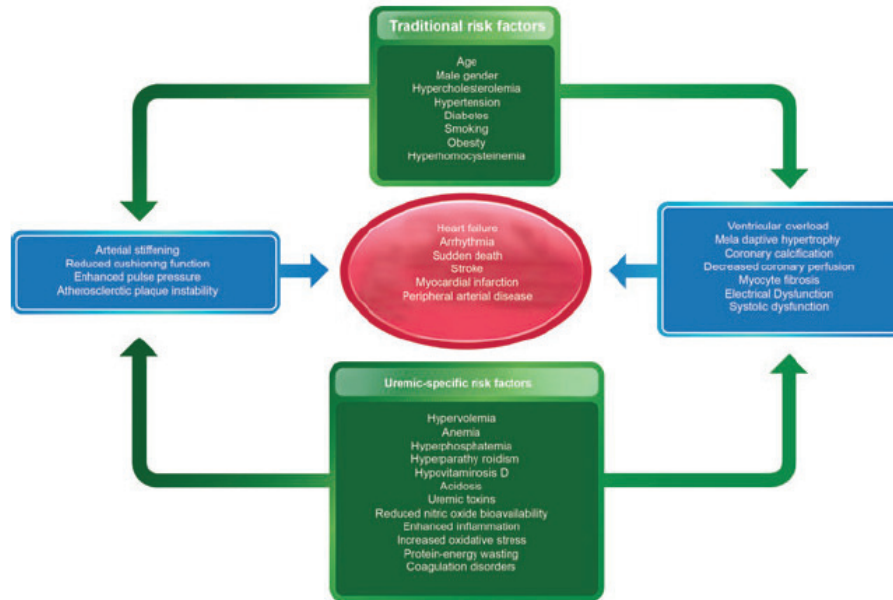 Traditional risk factors
Age
Male gender
Hypercholesterolemia
Hypertension
Diabetes
Smoking
Obesity
Hyperhomocysteinemia
Arterial stiffening
Reduced cushioning function
Enhanced pulse pressure
Atherosclerctic plaque instability
Heart failure
Arrhythmia
Sudden death
Stroke
Myocardial infarction
Peripheral arterial disease
Ventricular overload
Mela daptive hypertrophy
Coronary calcification
Decreased coronary perfusion
Myocyte fibrosis
Electrical Dysfunction
Systolic dysfunction
Uremic-specific risk factors
Hypervolemia
Anemia
Hyperphosphatemia
Hyperparathy roidism
Hypovitaminosis D
Acidosis
Uremic toxins
Reduced nitric oxide bioavailability
Enhanced inflammation
Increased oxidative stress
Protein-energy wasting
Coagulation disorders